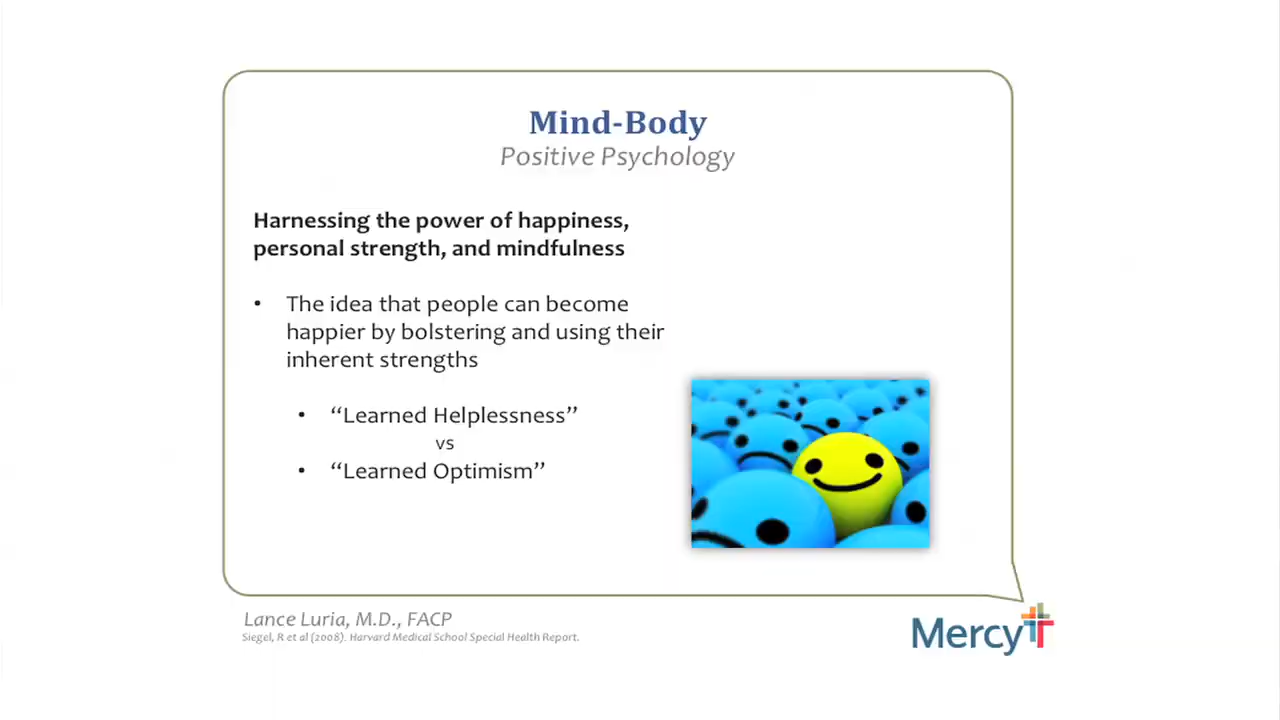 Mind-Body
Positive Psychology
Harnessing the power of happiness,
personal strength, and mindfulness
• The idea that people can become
happier by bolstering and using their
inherent strengths
• “Learned Helplessness”
vs
• “Learned Optimism”
Lance Luria, M.D., FACP
Siegel, R et al (2008). Harvard Medical School Special Health Report.
Mercy